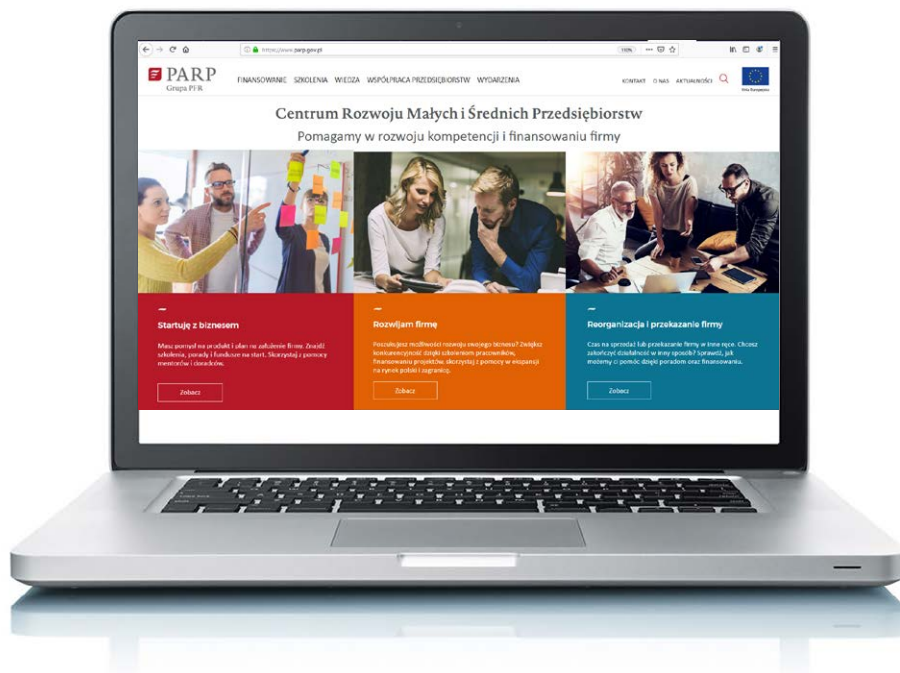 https://www.parp.gov.pl
PARP
Grupa PFR
FINANSOWANIE SZKOLENIA WIEDZA WSPÓŁPRACA PRZEDSIĘBIORSTW WYDARZENIA
KONTAKT O NAS AKTUALNOŚCI
Unia Europejska
Centrum Rozwoju Małych i Średnich Przedsiębiorstw
Pomagamy w rozwoju kompetencji i finansowaniu firmy
Startuję z biznesem
Masz pomysł na produkt i plan na założenie firmy. Znajdź
szkolenia, porady i fundusze na start. Skorzystaj z pomocy
mentorów i doradców.
Zobacz
Rozwijam firmę
Poszukujesz możliwości rozwoju swojego biznesu? Zwiększ
konkurencyjność dzięki szkoleniom pracowników,
finansowaniu projektów, skorzystaj z pomocy w ekspansji
na rynek polski i zagranicę.
Zobacz
Reorganizacja i przekazanie firmy
Czas na sprzedaż lub przekazanie firmy w inne ręce. Chcesz
zakończyć działalność w inny sposób? Sprawdź, jak
możemy ci pomóc dzięki poradom oraz finansowaniu.
Zobacz